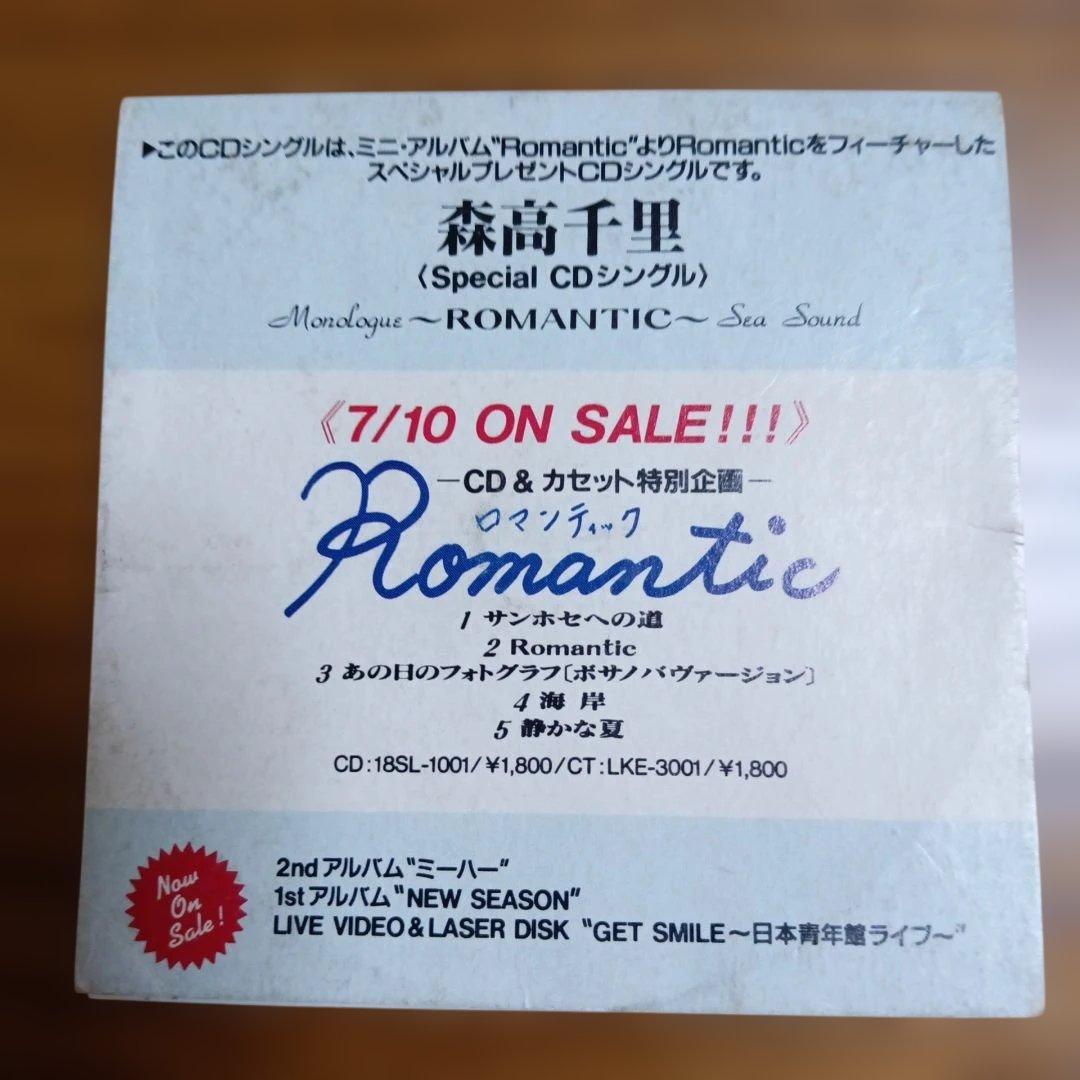 ▶このCDシングルは、ミニ・アルバム"Romantic"よりRomanticをフィーチャーした
スペシャルプレゼントCDシングルです。
森高千里
〈Special CDシングル〉
Monologue 〜ROMANTIC〜 Sea Sound
《7/10 ON SALE!!!》
—CD & カセット特別企画—
ロマンティック
Romantic
1 サンホセへの道
2 Romantic
3 あの日のフォトグラフ〔ボサノバヴァージョン〕
4 海岸
5 静かな夏
CD:18SL-1001/¥1,800/CT:LKE-3001/¥1,800
Now
On
Sale!
2ndアルバム"ミーハー"
1stアルバム"NEW SEASON"
LIVE VIDEO&LASER DISK "GET SMILE〜日本青年館ライブ〜"